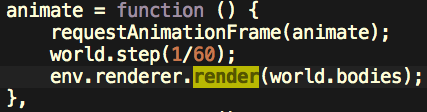 animate = function () {
requestAnimationFrame(animate);
world.step(1/60);
env.renderer.render(world.bodies);
},